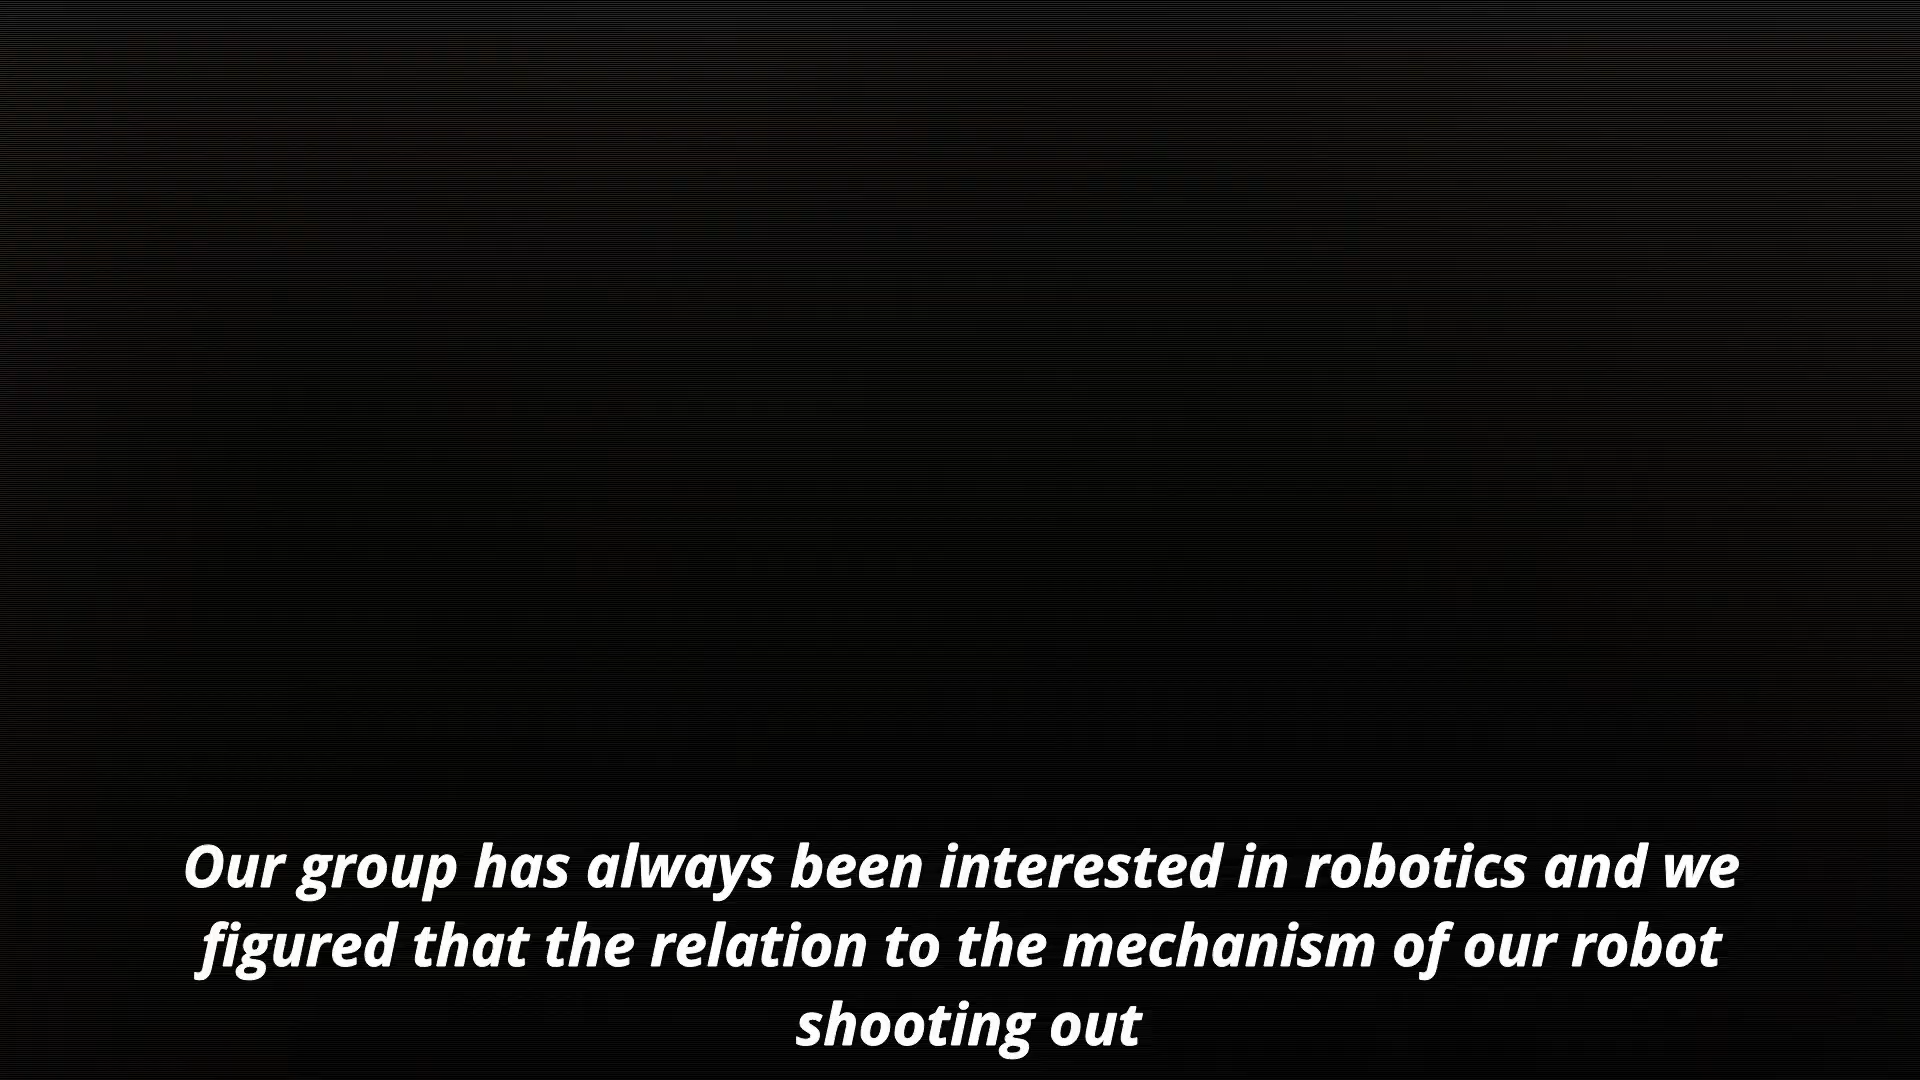 Our group has always been interested in robotics and we
figured that the relation to the mechanism of our robot
shooting out